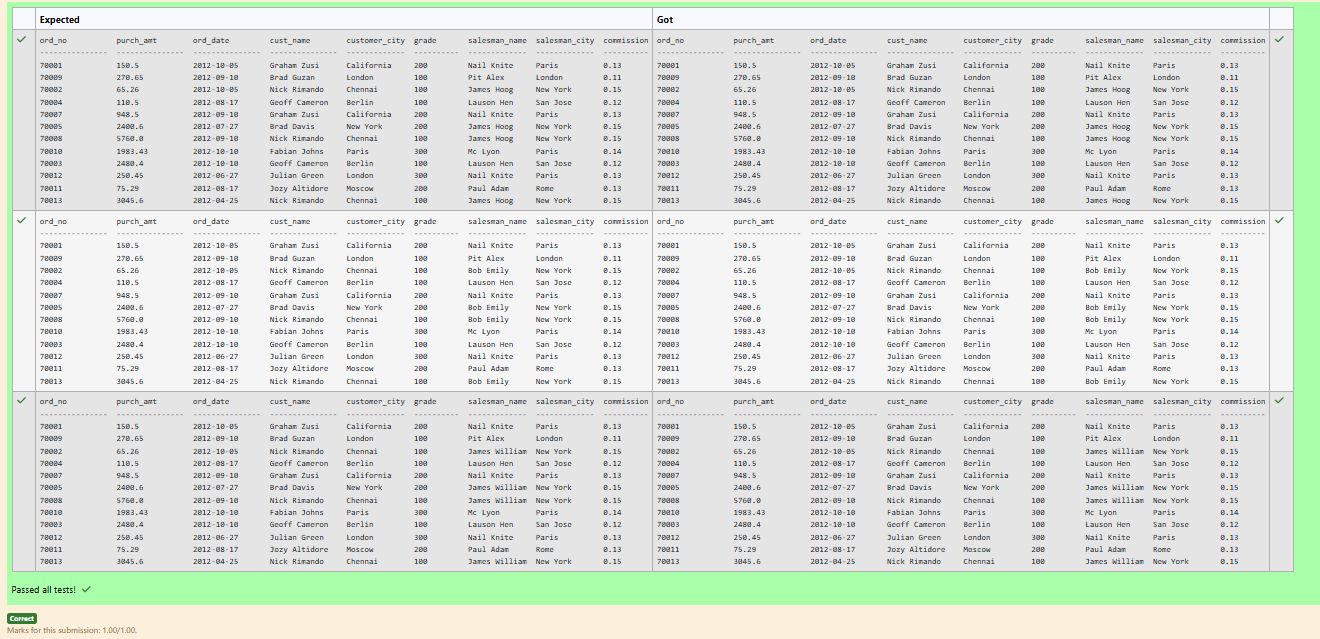 Expected Got
ord_no purch_amt ord_date cust_name customer_city grade salesman_name salesman_city commission ord_no purch_amt ord_date cust_name customer_city grade salesman_name salesman_city commission
70001 150.5 2012-10-05 Graham Zusi California 200 Nail Knite Paris 0.13 70001 150.5 2012-10-05 Graham Zusi California 200 Nail Knite Paris 0.13
70009 270.65 2012-09-10 Brad Guzan London 100 Pit Alex London 0.11 70009 270.65 2012-09-10 Brad Guzan London 100 Pit Alex London 0.11
70002 65.26 2012-10-05 Nick Rimando Chennai 100 James Hoog New York 0.15 70002 65.26 2012-10-05 Nick Rimando Chennai 100 James Hoog New York 0.15
70004 110.5 2012-08-17 Geoff Cameron Berlin 100 Lauson Hen San Jose 0.12 70004 110.5 2012-08-17 Geoff Cameron Berlin 100 Lauson Hen San Jose 0.12
70007 948.5 2012-09-10 Graham Zusi California 200 Nail Knite Paris 0.13 70007 948.5 2012-09-10 Graham Zusi California 200 Nail Knite Paris 0.13
70005 2400.6 2012-07-27 Brad Davis New York 200 James Hoog New York 0.15 70005 2400.6 2012-07-27 Brad Davis New York 200 James Hoog New York 0.15
70008 5760.0 2012-09-10 Nick Rimando Chennai 100 James Hoog New York 0.15 70008 5760.0 2012-09-10 Nick Rimando Chennai 100 James Hoog New York 0.15
70010 1983.43 2012-10-10 Fabian Johns Paris 300 Mc Lyon Paris 0.14 70010 1983.43 2012-10-10 Fabian Johns Paris 300 Mc Lyon Paris 0.14
70003 2480.4 2012-10-10 Geoff Cameron Berlin 100 Lauson Hen San Jose 0.12 70003 2480.4 2012-10-10 Geoff Cameron Berlin 100 Lauson Hen San Jose 0.12
70012 250.45 2012-06-27 Julian Green London 300 Nail Knite Paris 0.13 70012 250.45 2012-06-27 Julian Green London 300 Nail Knite Paris 0.13
70011 75.29 2012-08-17 Jozy Altidore Moscow 200 Paul Adam Rome 0.13 70011 75.29 2012-08-17 Jozy Altidore Moscow 200 Paul Adam Rome 0.13
70013 3045.6 2012-04-25 Nick Rimando Chennai 100 James Hoog New York 0.15 70013 3045.6 2012-04-25 Nick Rimando Chennai 100 James Hoog New York 0.15
ord_no purch_amt ord_date cust_name customer_city grade salesman_name salesman_city commission ord_no purch_amt ord_date cust_name customer_city grade salesman_name salesman_city commission
70001 150.5 2012-10-05 Graham Zusi California 200 Nail Knite Paris 0.13 70001 150.5 2012-10-05 Graham Zusi California 200 Nail Knite Paris 0.13
70009 270.65 2012-09-10 Brad Guzan London 100 Pit Alex London 0.11 70009 270.65 2012-09-10 Brad Guzan London 100 Pit Alex London 0.11
70002 65.26 2012-10-05 Nick Rimando Chennai 100 Bob Emily New York 0.15 70002 65.26 2012-10-05 Nick Rimando Chennai 100 Bob Emily New York 0.15
70004 110.5 2012-08-17 Geoff Cameron Berlin 100 Lauson Hen San Jose 0.12 70004 110.5 2012-08-17 Geoff Cameron Berlin 100 Lauson Hen San Jose 0.12
70007 948.5 2012-09-10 Graham Zusi California 200 Nail Knite Paris 0.13 70007 948.5 2012-09-10 Graham Zusi California 200 Nail Knite Paris 0.13
70005 2400.6 2012-07-27 Brad Davis New York 200 Bob Emily New York 0.15 70005 2400.6 2012-07-27 Brad Davis New York 200 Bob Emily New York 0.15
70008 5760.0 2012-09-10 Nick Rimando Chennai 100 Bob Emily New York 0.15 70008 5760.0 2012-09-10 Nick Rimando Chennai 100 Bob Emily New York 0.15
70010 1983.43 2012-10-10 Fabian Johns Paris 300 Mc Lyon Paris 0.14 70010 1983.43 2012-10-10 Fabian Johns Paris 300 Mc Lyon Paris 0.14
70003 2480.4 2012-10-10 Geoff Cameron Berlin 100 Lauson Hen San Jose 0.12 70003 2480.4 2012-10-10 Geoff Cameron Berlin 100 Lauson Hen San Jose 0.12
70012 250.45 2012-06-27 Julian Green London 300 Nail Knite Paris 0.13 70012 250.45 2012-06-27 Julian Green London 300 Nail Knite Paris 0.13
70011 75.29 2012-08-17 Jozy Altidore Moscow 200 Paul Adam Rome 0.13 70011 75.29 2012-08-17 Jozy Altidore Moscow 200 Paul Adam Rome 0.13
70013 3045.6 2012-04-25 Nick Rimando Chennai 100 Bob Emily New York 0.15 70013 3045.6 2012-04-25 Nick Rimando Chennai 100 Bob Emily New York 0.15
ord_no purch_amt ord_date cust_name customer_city grade salesman_name salesman_city commission ord_no purch_amt ord_date cust_name customer_city grade salesman_name salesman_city commission
70001 150.5 2012-10-05 Graham Zusi California 200 Nail Knite Paris 0.13 70001 150.5 2012-10-05 Graham Zusi California 200 Nail Knite Paris 0.13
70009 270.65 2012-09-10 Brad Guzan London 100 Pit Alex London 0.11 70009 270.65 2012-09-10 Brad Guzan London 100 Pit Alex London 0.11
70002 65.26 2012-10-05 Nick Rimando Chennai 100 James William New York 0.15 70002 65.26 2012-10-05 Nick Rimando Chennai 100 James William New York 0.15
70004 110.5 2012-08-17 Geoff Cameron Berlin 100 Lauson Hen San Jose 0.12 70004 110.5 2012-08-17 Geoff Cameron Berlin 100 Lauson Hen San Jose 0.12
70007 948.5 2012-09-10 Graham Zusi California 200 Nail Knite Paris 0.13 70007 948.5 2012-09-10 Graham Zusi California 200 Nail Knite Paris 0.13
70005 2400.6 2012-07-27 Brad Davis New York 200 James William New York 0.15 70005 2400.6 2012-07-27 Brad Davis New York 200 James William New York 0.15
70008 5760.0 2012-09-10 Nick Rimando Chennai 100 James William New York 0.15 70008 5760.0 2012-09-10 Nick Rimando Chennai 100 James William New York 0.15
70010 1983.43 2012-10-10 Fabian Johns Paris 300 Mc Lyon Paris 0.14 70010 1983.43 2012-10-10 Fabian Johns Paris 300 Mc Lyon Paris 0.14
70003 2480.4 2012-10-10 Geoff Cameron Berlin 100 Lauson Hen San Jose 0.12 70003 2480.4 2012-10-10 Geoff Cameron Berlin 100 Lauson Hen San Jose 0.12
70012 250.45 2012-06-27 Julian Green London 300 Nail Knite Paris 0.13 70012 250.45 2012-06-27 Julian Green London 300 Nail Knite Paris 0.13
70011 75.29 2012-08-17 Jozy Altidore Moscow 200 Paul Adam Rome 0.13 70011 75.29 2012-08-17 Jozy Altidore Moscow 200 Paul Adam Rome 0.13
70013 3045.6 2012-04-25 Nick Rimando Chennai 100 James William New York 0.15 70013 3045.6 2012-04-25 Nick Rimando Chennai 100 James William New York 0.15
Passed all tests!
Correct
Marks for this submission: 1.00/1.00.